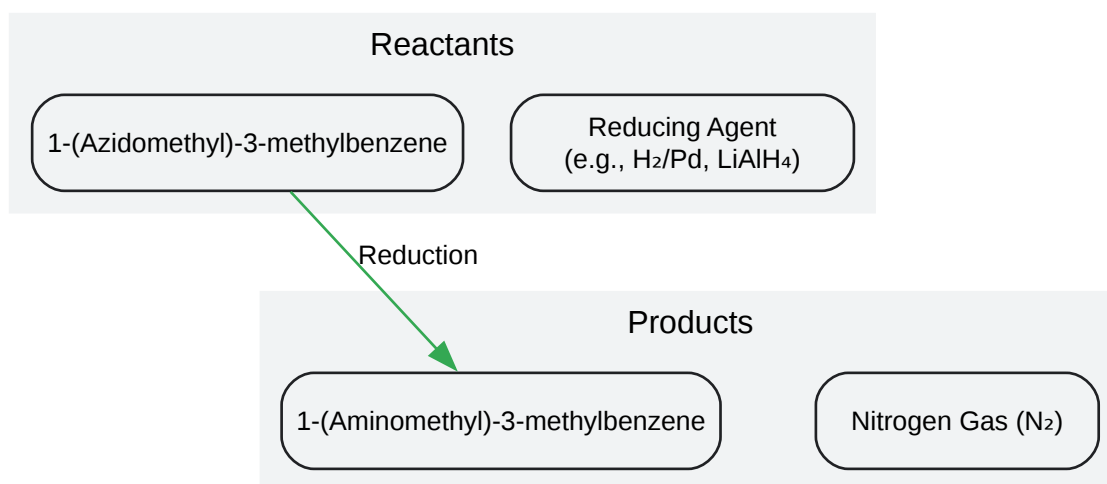 Reactants
1-(Azidomethyl)-3-methylbenzene
Reducing Agent
(e.g., H₂/Pd, LiAlH₄)
Reduction
Products
1-(Aminomethyl)-3-methylbenzene
Nitrogen Gas (N₂)